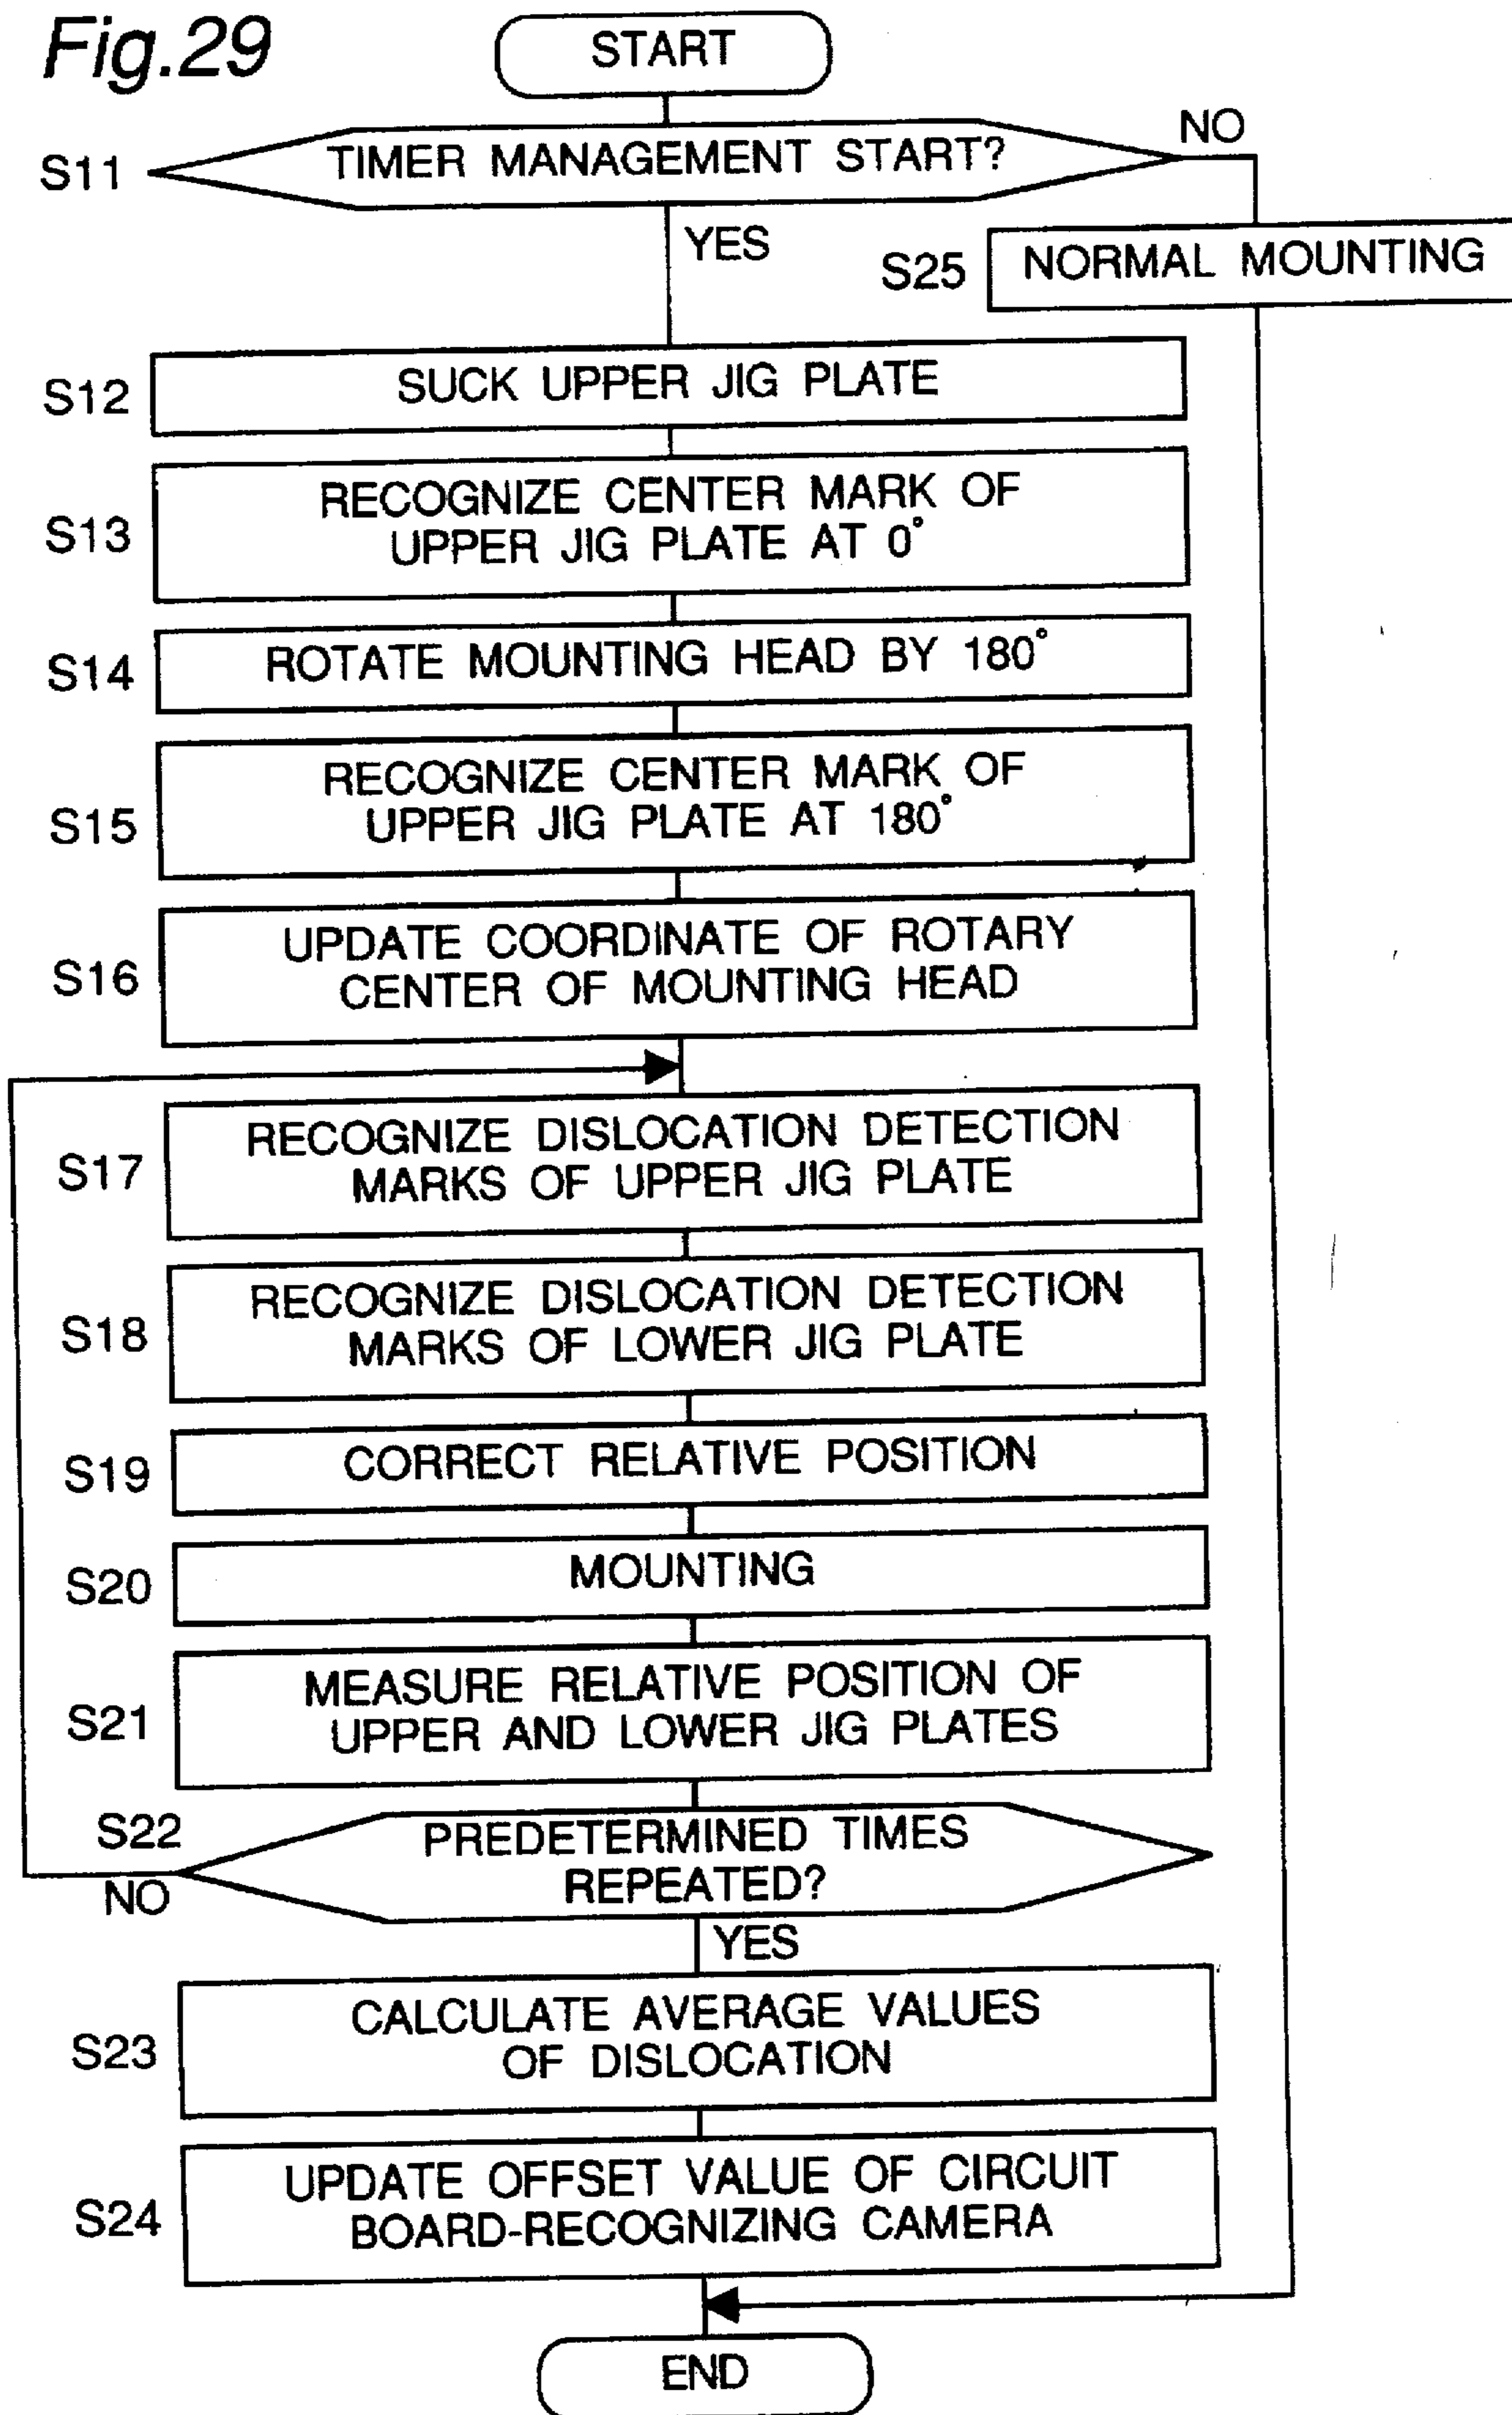 Fig.29
START
S11
TIMER MANAGEMENT START?
NO
YES
S25
NORMAL MOUNTING
S12
SUCK UPPER JIG PLATE
S13
RECOGNIZE CENTER MARK OF
UPPER JIG PLATE AT 0°
S14
ROTATE MOUNTING HEAD BY 180°
S15
RECOGNIZE CENTER MARK OF
UPPER JIG PLATE AT 180°
S16
UPDATE COORDINATE OF ROTARY
CENTER OF MOUNTING HEAD
S17
RECOGNIZE DISLOCATION DETECTION
MARKS OF UPPER JIG PLATE
S18
RECOGNIZE DISLOCATION DETECTION
MARKS OF LOWER JIG PLATE
S19
CORRECT RELATIVE POSITION
S20
MOUNTING
S21
MEASURE RELATIVE POSITION OF
UPPER AND LOWER JIG PLATES
S22
PREDETERMINED TIMES
REPEATED?
NO
YES
S23
CALCULATE AVERAGE VALUES
OF DISLOCATION
S24
UPDATE OFFSET VALUE OF CIRCUIT
BOARD-RECOGNIZING CAMERA
END